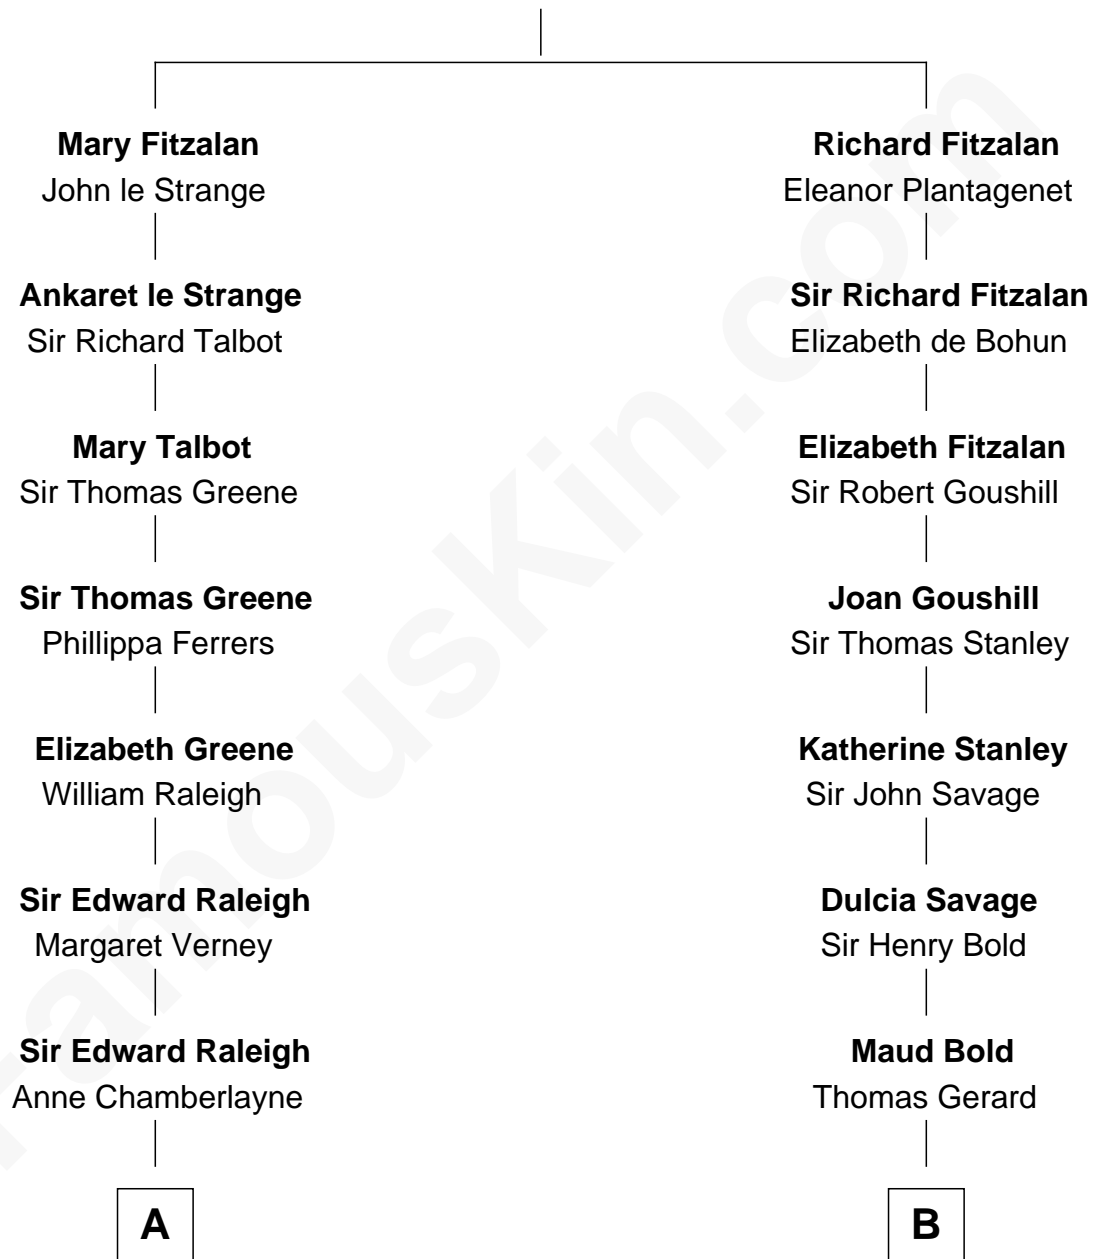 Mary Fitzalan
John le Strange
Ankaret le Strange
Sir Richard Talbot
Mary Talbot
Sir Thomas Greene
Sir Thomas Greene
Phillippa Ferrers
Elizabeth Greene
William Raleigh
Sir Edward Raleigh
Margaret Verney
Sir Edward Raleigh
Anne Chamberlayne
A
Richard Fitzalan
Eleanor Plantagenet
Sir Richard Fitzalan
Elizabeth de Bohun
Elizabeth Fitzalan
Sir Robert Goushill
Joan Goushill
Sir Thomas Stanley
Katherine Stanley
Sir John Savage
Dulcia Savage
Sir Henry Bold
Maud Bold
Thomas Gerard
B
FamousKin.com